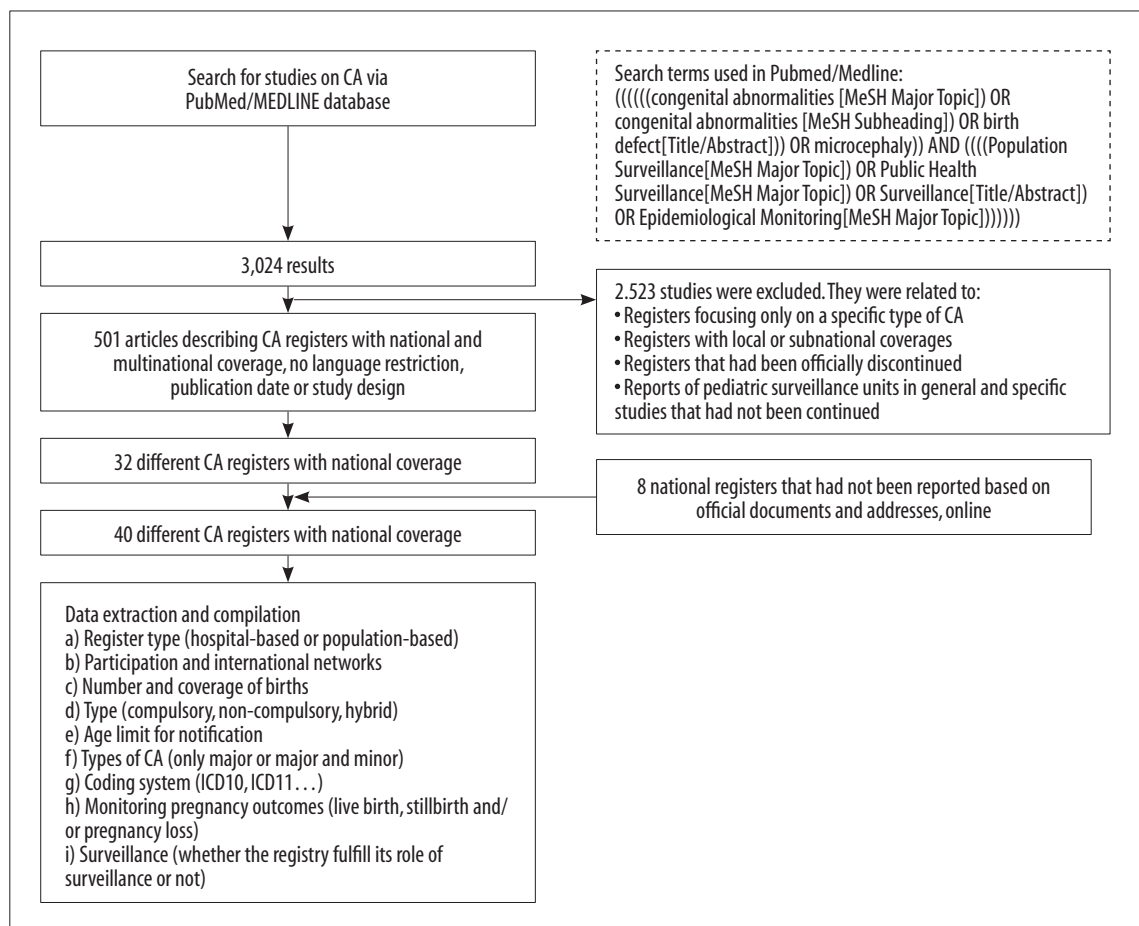 Search for studies on CA via
PubMed/MEDLINE database
Search terms used in Pubmed/Medline:
((((((congenital abnormalities [MeSH Major Topic]) OR
congenital abnormalities [MeSH Subheading]) OR birth
defect[Title/Abstract])) OR microcephaly)) AND ((((Population
Surveillance[MeSH Major Topic]) OR Public Health
Surveillance[MeSH Major Topic]) OR Surveillance[Title/Abstract])
OR Epidemiological Monitoring[MeSH Major Topic])))))))
3,024 results
2.523 studies were excluded. They were related to:
• Registers focusing only on a specific type of CA
• Registers with local or subnational coverages
• Registers that had been officially discontinued
• Reports of pediatric surveillance units in general and specific
studies that had not been continued
501 articles describing CA registers with national and
multinational coverage, no language restriction,
publication date or study design
32 different CA registers with national coverage
8 national registers that had not been reported based on
official documents and addresses, online
40 different CA registers with national coverage
Data extraction and compilation
a) Register type (hospital-based or population-based)
b) Participation and international networks
c) Number and coverage of births
d) Type (compulsory, non-compulsory, hybrid)
e) Age limit for notification
f) Types of CA (only major or major and minor)
g) Coding system (ICD10, ICD11…)
h) Monitoring pregnancy outcomes (live birth, stillbirth and/
or pregnancy loss)
i) Surveillance (whether the registry fulfill its role of
surveillance or not)